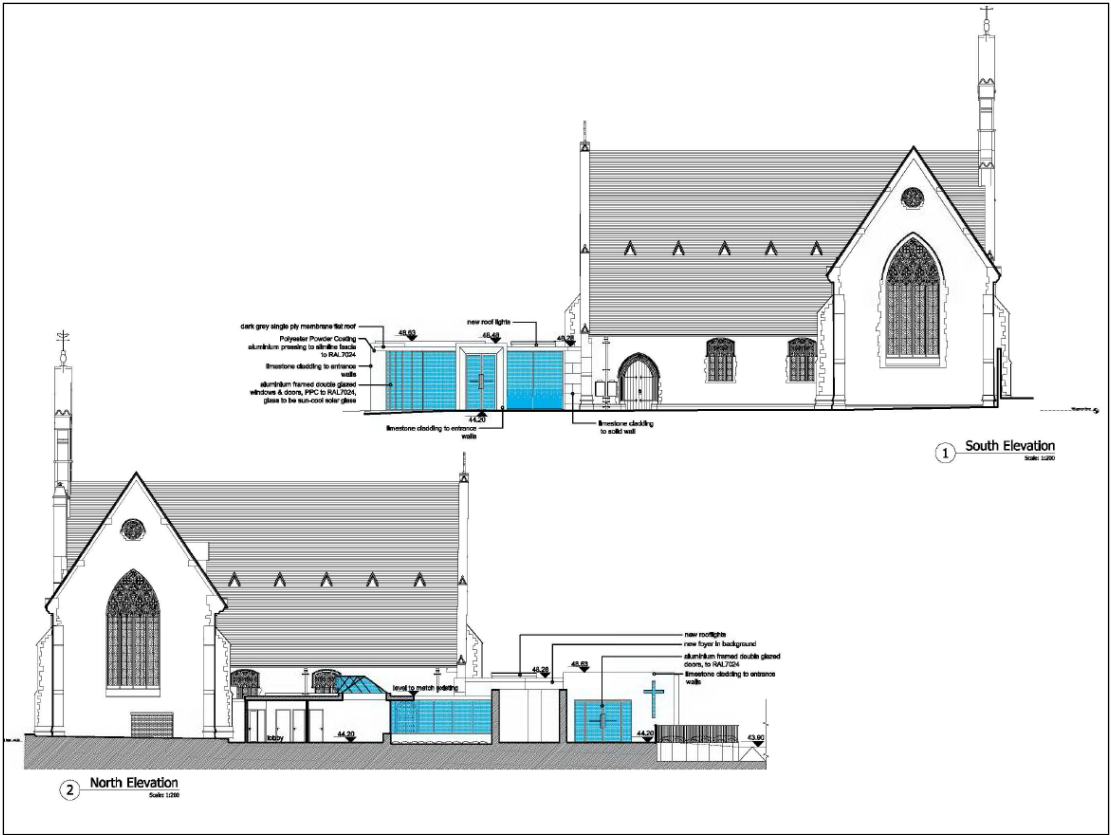 dark grey single ply membrane flat roof
Polyester Powder Coating
aluminium pressing to slimline fascia
to RAL7024
limestone cladding to entrance
walls
aluminium framed double glazed
windows & doors, PPC to RAL7024,
glass to be sun-cool solar glass
48.63
48.48
new roof lights
48.28
44.20
limestone cladding to entrance
walls
limestone cladding
to solid wall
1 South Elevation
Scale: 1:200
new rooflights
new foyer in background
aluminium framed double glazed
doors, to RAL7024
limestone cladding to entrance
walls
48.28
48.63
level to match existing
lobby
44.20
44.20
43.90
2 North Elevation
Scale: 1:200